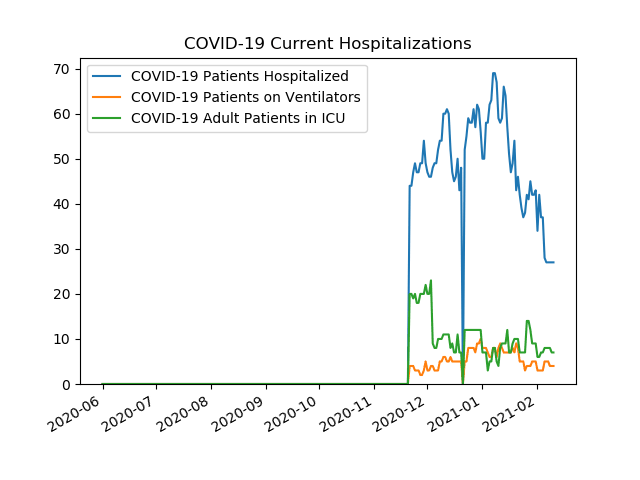 COVID-19 Current Hospitalizations
COVID-19 Patients Hospitalized
COVID-19 Patients on Ventilators
COVID-19 Adult Patients in ICU
70
60
50
40
30
20
10
0
2020-06 2020-07 2020-08 2020-09 2020-10 2020-11 2020-12 2021-01 2021-02